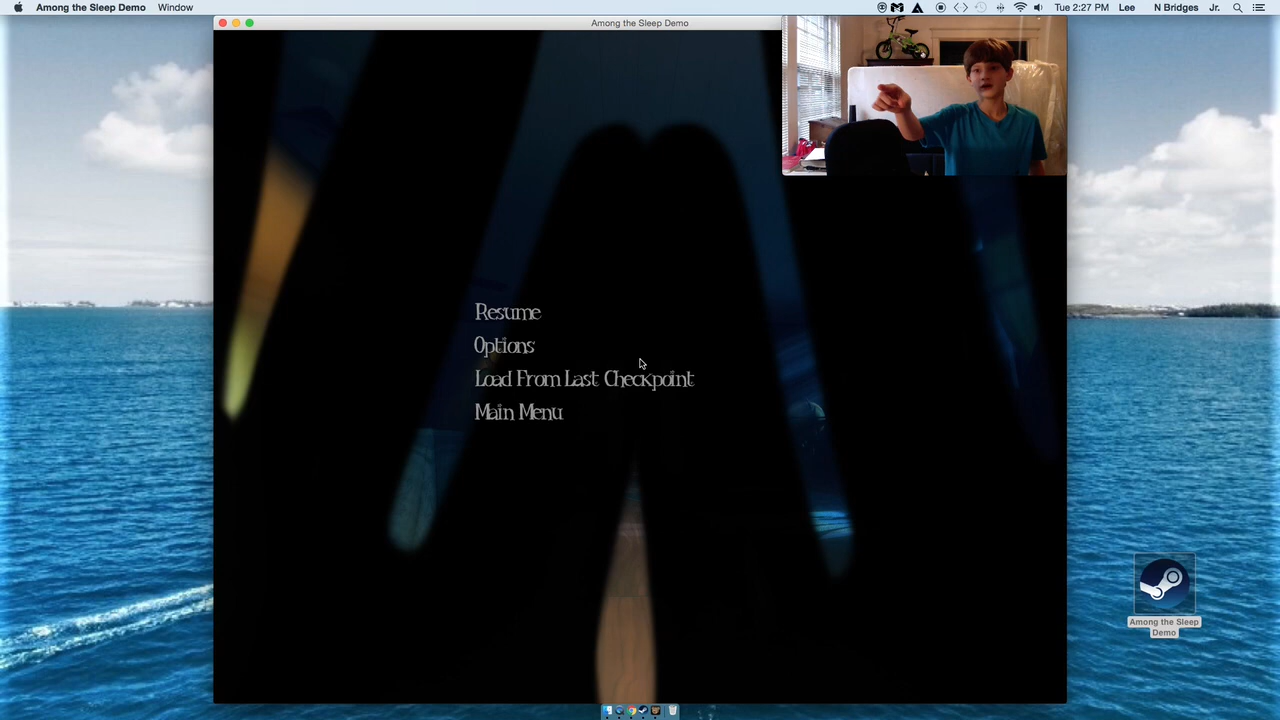 Among the Sleep Demo Window Tue 2:27 PM Lee N Bridges Jr.
Among the Sleep Demo
Resume
Options
Load From Last Checkpoint
Main Menu
Among the Sleep
Demo